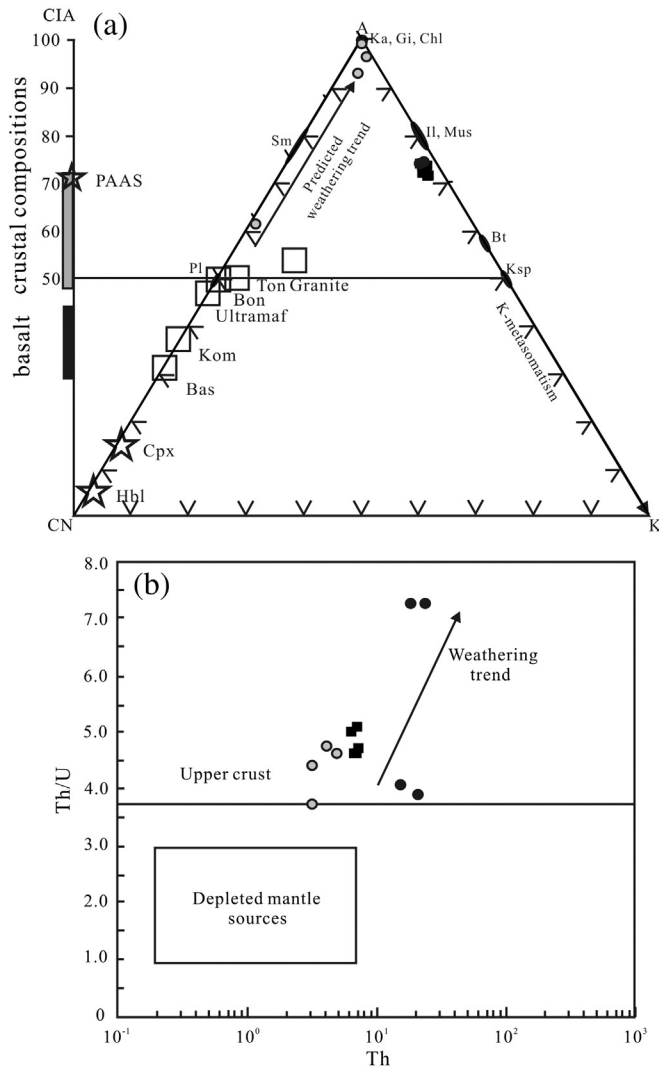 CIA
(a)
A
100
Ka, Gi, Chl
90
80
Sm
Il, Mus
Predicted
weathering trend
70
PAAS
60
Bt
50
Pl
Ksp
Ton Granite
Bon
Ultramaf
Kom
Bas
K-metasomatism
Cpx
Hbl
CN
K
basalt crustal compositions
(b)
8.0
7.0
6.0
5.0
4.0
3.0
2.0
1.0
0
Th/U
Weathering
trend
Upper crust
Depleted mantle
sources
10⁻¹
10⁰
10¹
10²
10³
Th